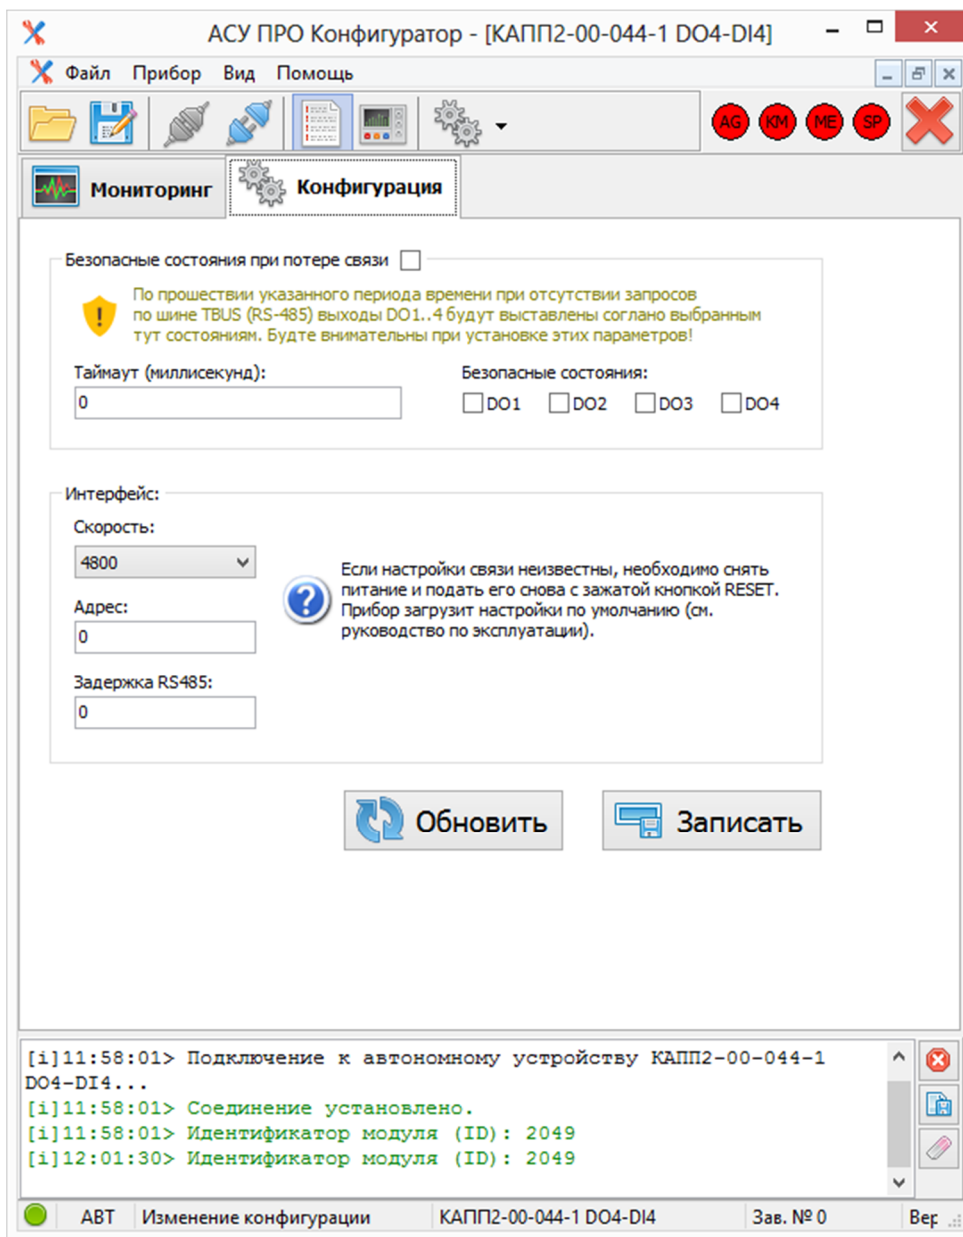 АСУ ПРО Конфигуратор - [КАПП2-00-044-1 DO4-DI4]
Файл Прибор Вид Помощь
AG KM ME SP
Мониторинг Конфигурация
Безопасные состояния при потере связи
По прошествии указанного периода времени при отсутствии запросов
по шине TBUS (RS-485) выходы DO1..4 будут выставлены соглано выбранным
тут состояниям. Будте внимательны при установке этих параметров!
Таймаут (миллисекунд): Безопасные состояния:
0 DO1 DO2 DO3 DO4
Интерфейс:
Скорость:
4800
Если настройки связи неизвестны, необходимо снять
питание и подать его снова с зажатой кнопкой RESET.
Прибор загрузит настройки по умолчанию (см.
руководство по эксплуатации).
Адрес:
0
Задержка RS485:
0
Обновить Записать
[i]11:58:01> Подключение к автономному устройству КАПП2-00-044-1
DO4-DI4...
[i]11:58:01> Соединение установлено.
[i]11:58:01> Идентификатор модуля (ID): 2049
[i]12:01:30> Идентификатор модуля (ID): 2049
АВТ Изменение конфигурации КАПП2-00-044-1 DO4-DI4 Зав. № 0 Вер